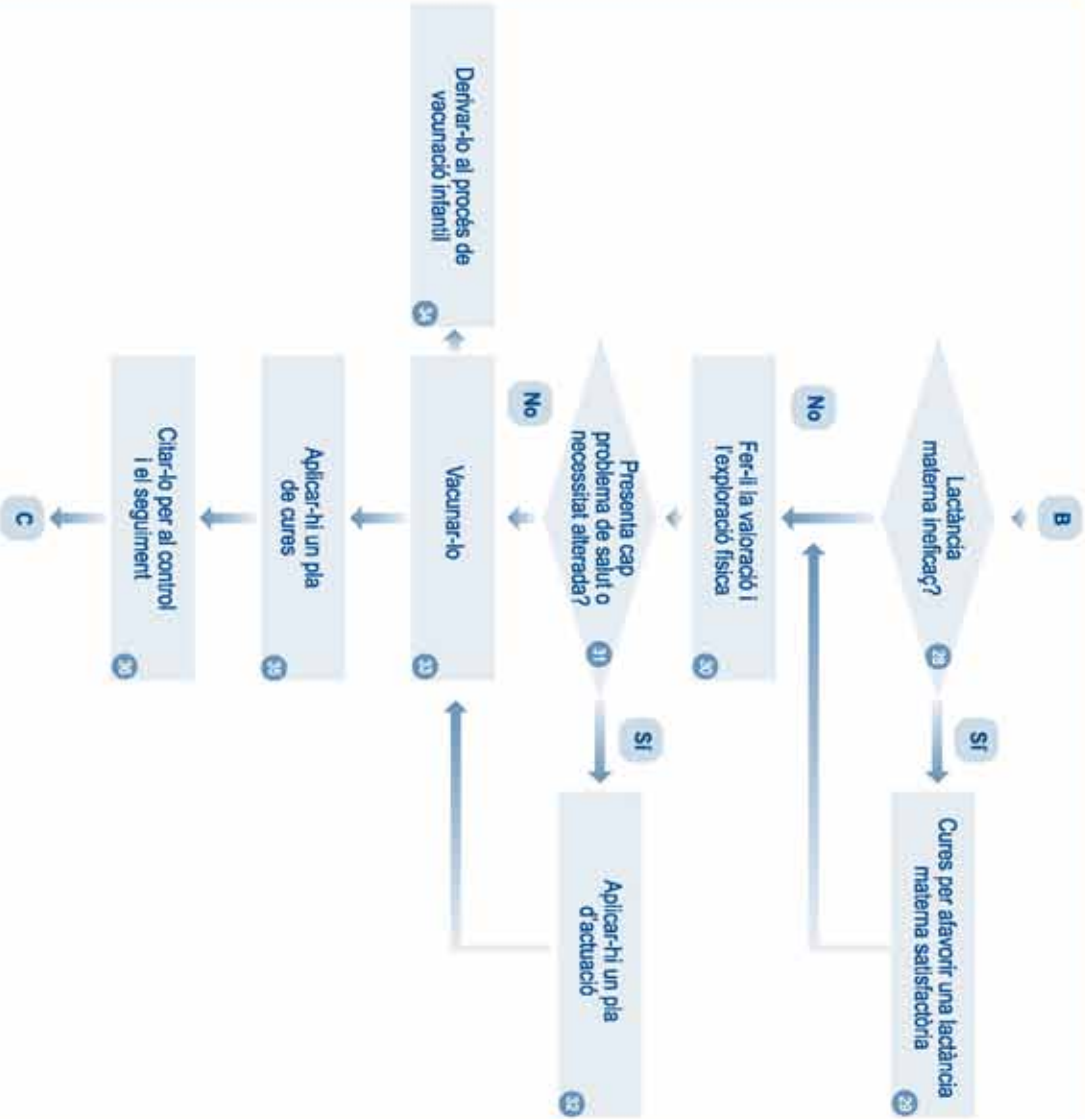 B
Lactància
materna ineficaç?
28
Sí
Cures per afavorir una lactància
materna satisfactòria
29
No
Fer-li la valoració i
l'exploració física
30
Presenta cap
problema de salut o
necessitat alterada?
31
Sí
Aplicar-hi un pla
d'actuació
32
No
Vacunar-lo
33
Derivar-lo al procés de
vacunació infantil
34
Aplicar-hi un pla
de cures
35
Citar-lo per al control
i el seguiment
36
C